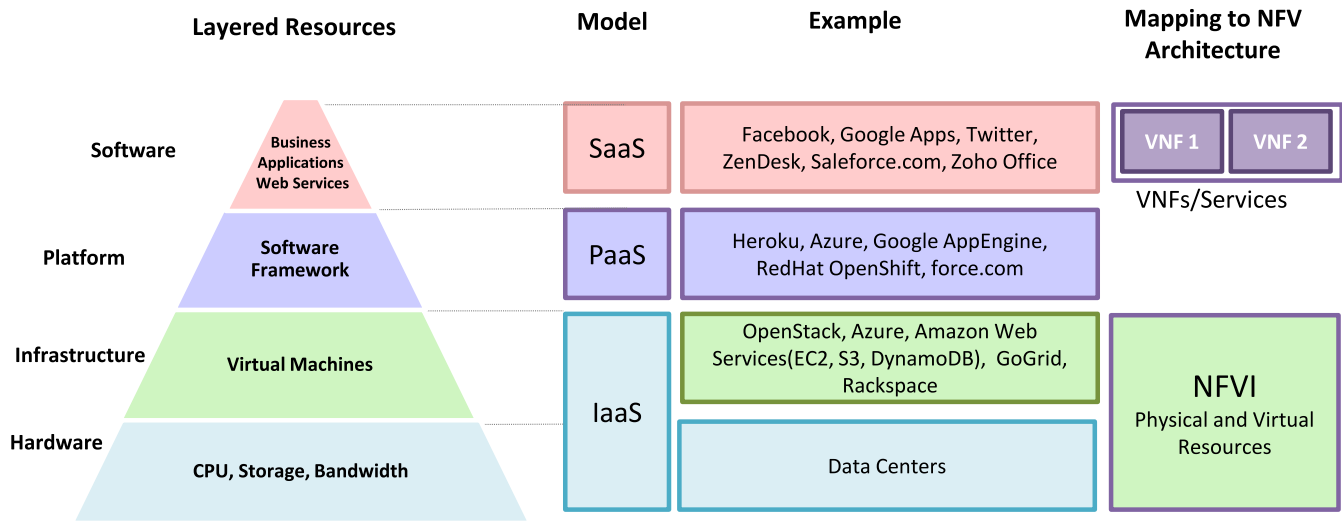 Layered Resources
Model
Example
Mapping to NFV
Architecture
Software
Business
Applications
Web Services
SaaS
Facebook, Google Apps, Twitter,
ZenDesk, Saleforce.com, Zoho Office
VNF 1
VNF 2
VNFs/Services
Platform
Software
Framework
PaaS
Heroku, Azure, Google AppEngine,
RedHat OpenShift, force.com
Infrastructure
Virtual Machines
IaaS
OpenStack, Azure, Amazon Web
Services(EC2, S3, DynamoDB), GoGrid,
Rackspace
NFVI
Physical and Virtual
Resources
Hardware
CPU, Storage, Bandwidth
Data Centers